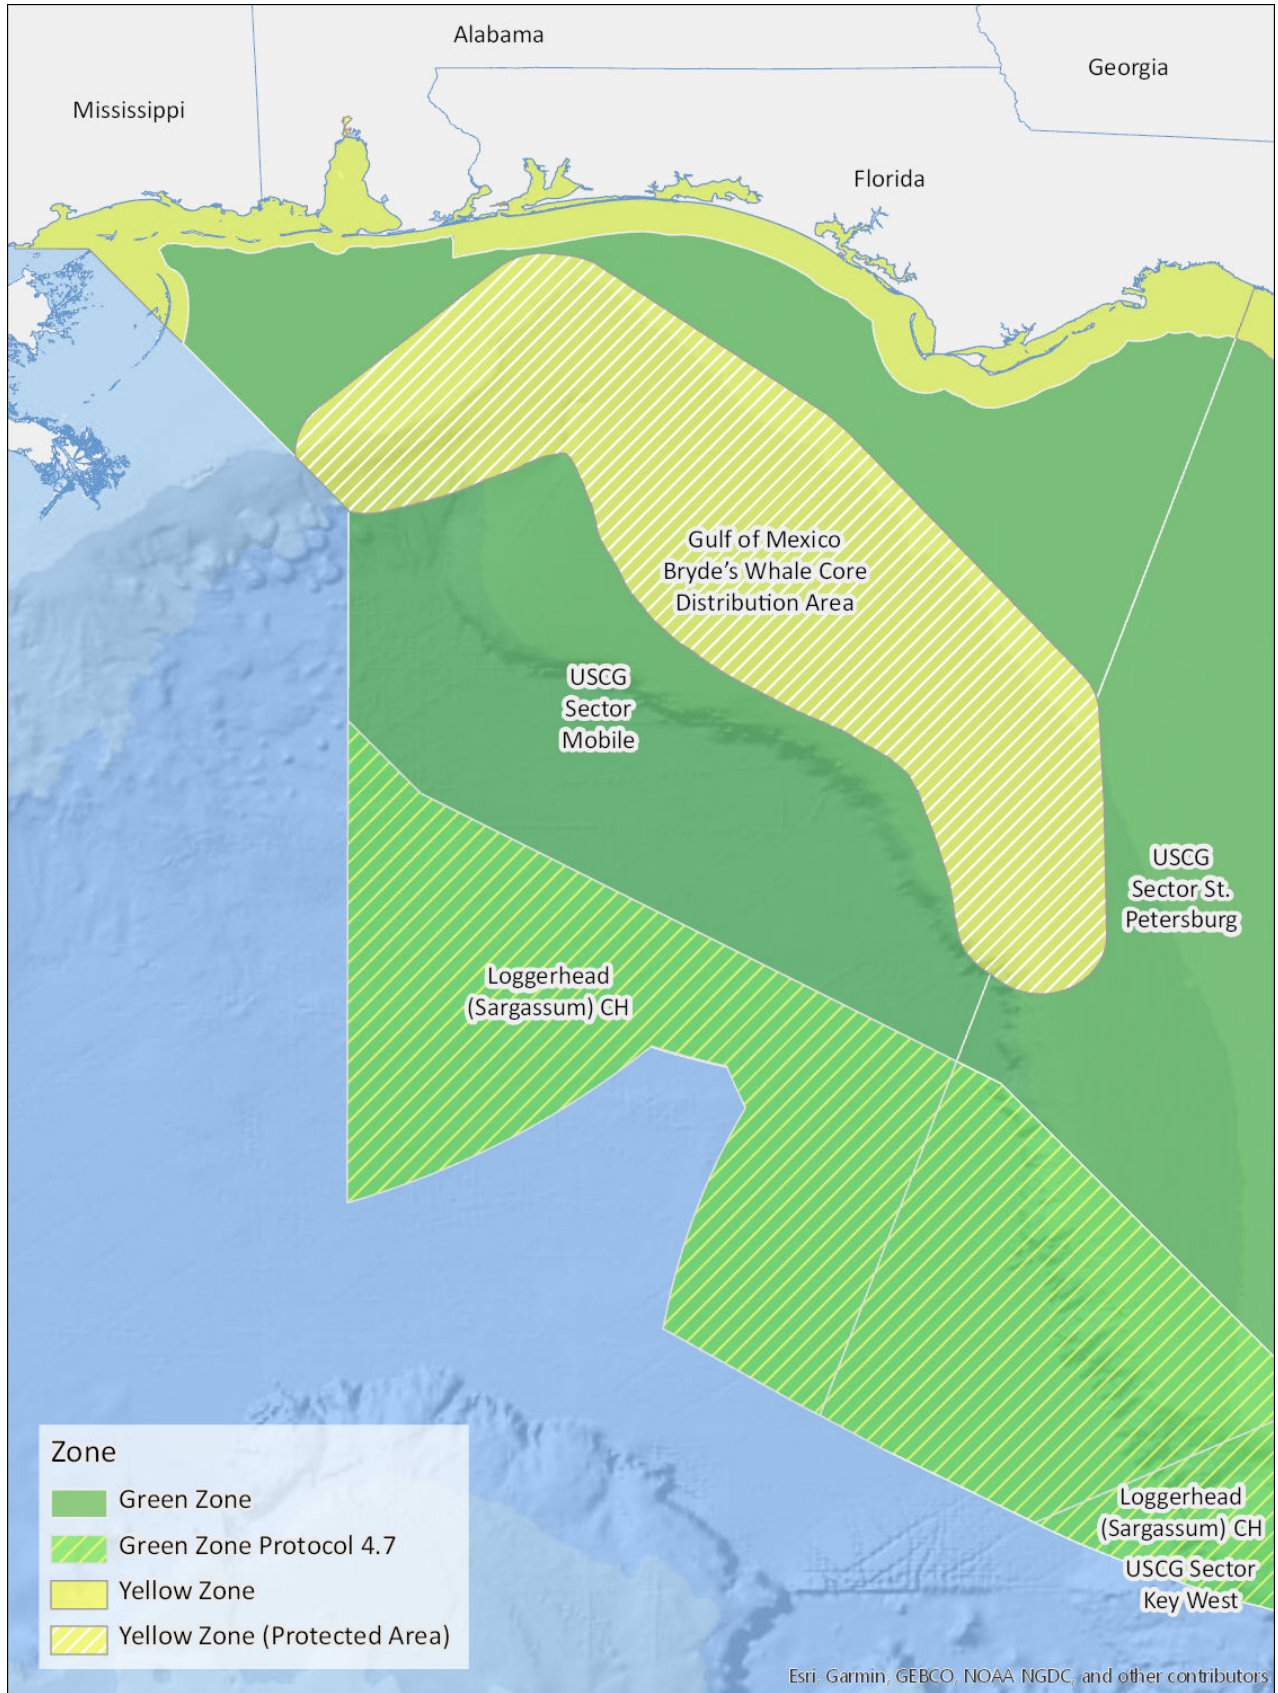 Alabama
Georgia
Mississippi
Florida
Gulf of Mexico
Bryde's Whale Core
Distribution Area
USCG
Sector
Mobile
USCG
Sector St.
Petersburg
Loggerhead
(Sargassum) CH
Zone
Green Zone
Green Zone Protocol 4.7
Yellow Zone
Yellow Zone (Protected Area)
Loggerhead
(Sargassum) CH
USCG Sector
Key West
Esri, Garmin, GEBCO, NOAA NGDC, and other contributors